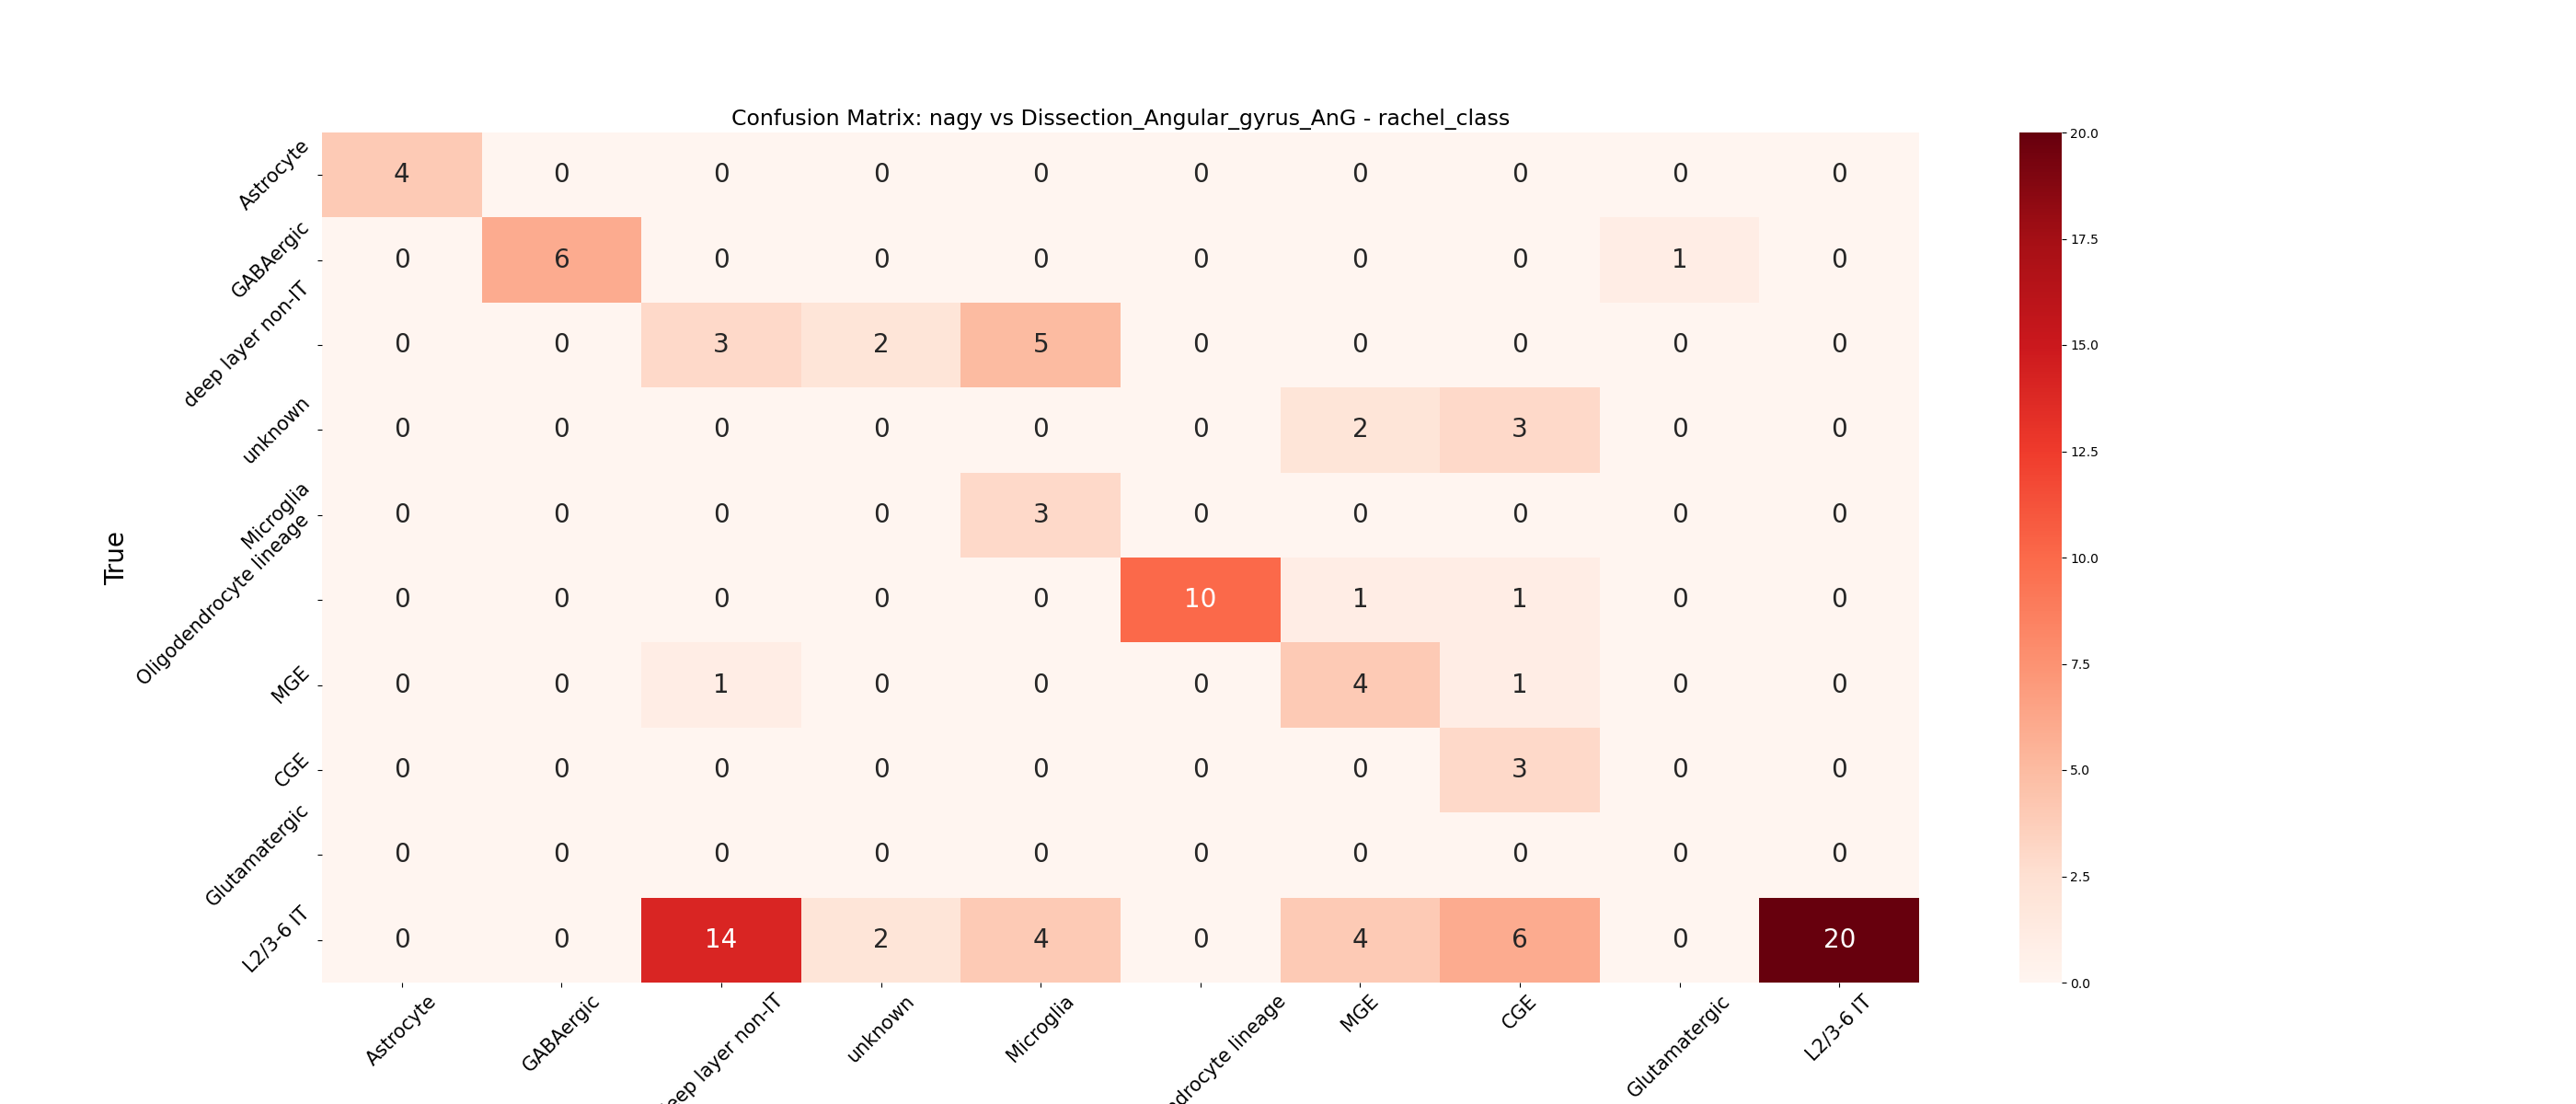 Confusion Matrix: nagy vs Dissection_Angular_gyrus_AnG - rachel_class
True
Astrocyte 4 0 0 0 0 0 0 0 0 0
GABAergic 0 6 0 0 0 0 0 0 1 0
deep layer non-IT 0 0 3 2 5 0 0 0 0 0
unknown 0 0 0 0 0 0 2 3 0 0
Microglia 0 0 0 0 3 0 0 0 0 0
Oligodendrocyte lineage 0 0 0 0 0 10 1 1 0 0
MGE 0 0 1 0 0 0 4 1 0 0
CGE 0 0 0 0 0 0 0 3 0 0
Glutamatergic 0 0 0 0 0 0 0 0 0 0
L2/3-6 IT 0 0 14 2 4 0 4 6 0 20
Astrocyte
GABAergic
layer non-IT
unknown
Microglia
lineage
MGE
CGE
Glutamatergic
L2/3-6 IT
20.0
17.5
15.0
12.5
10.0
7.5
5.0
2.5
0.0